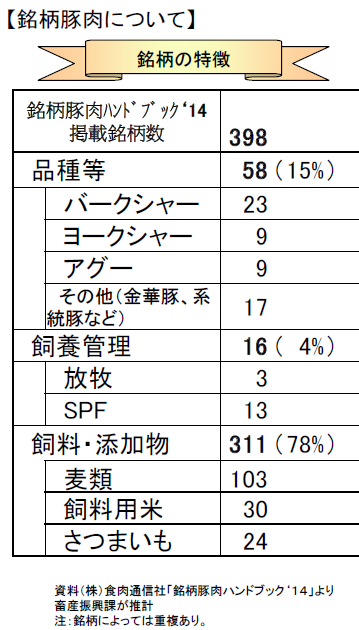 【銘柄豚肉について】
銘柄の特徴
銘柄豚肉ﾊﾝﾄﾞﾌﾞｯｸ‘14
掲載銘柄数 398
品種等 58(15%)
バークシャー 23
ヨークシャー 9
アグー 9
その他(金華豚、系
統豚など) 17
飼養管理 16( 4%)
放牧 3
SPF 13
飼料・添加物 311(78%)
麦類 103
飼料用米 30
さつまいも 24
資料(株)食肉通信社「銘柄豚肉ハンドブック‘14」より
畜産振興課が推計
注:銘柄によっては重複あり。